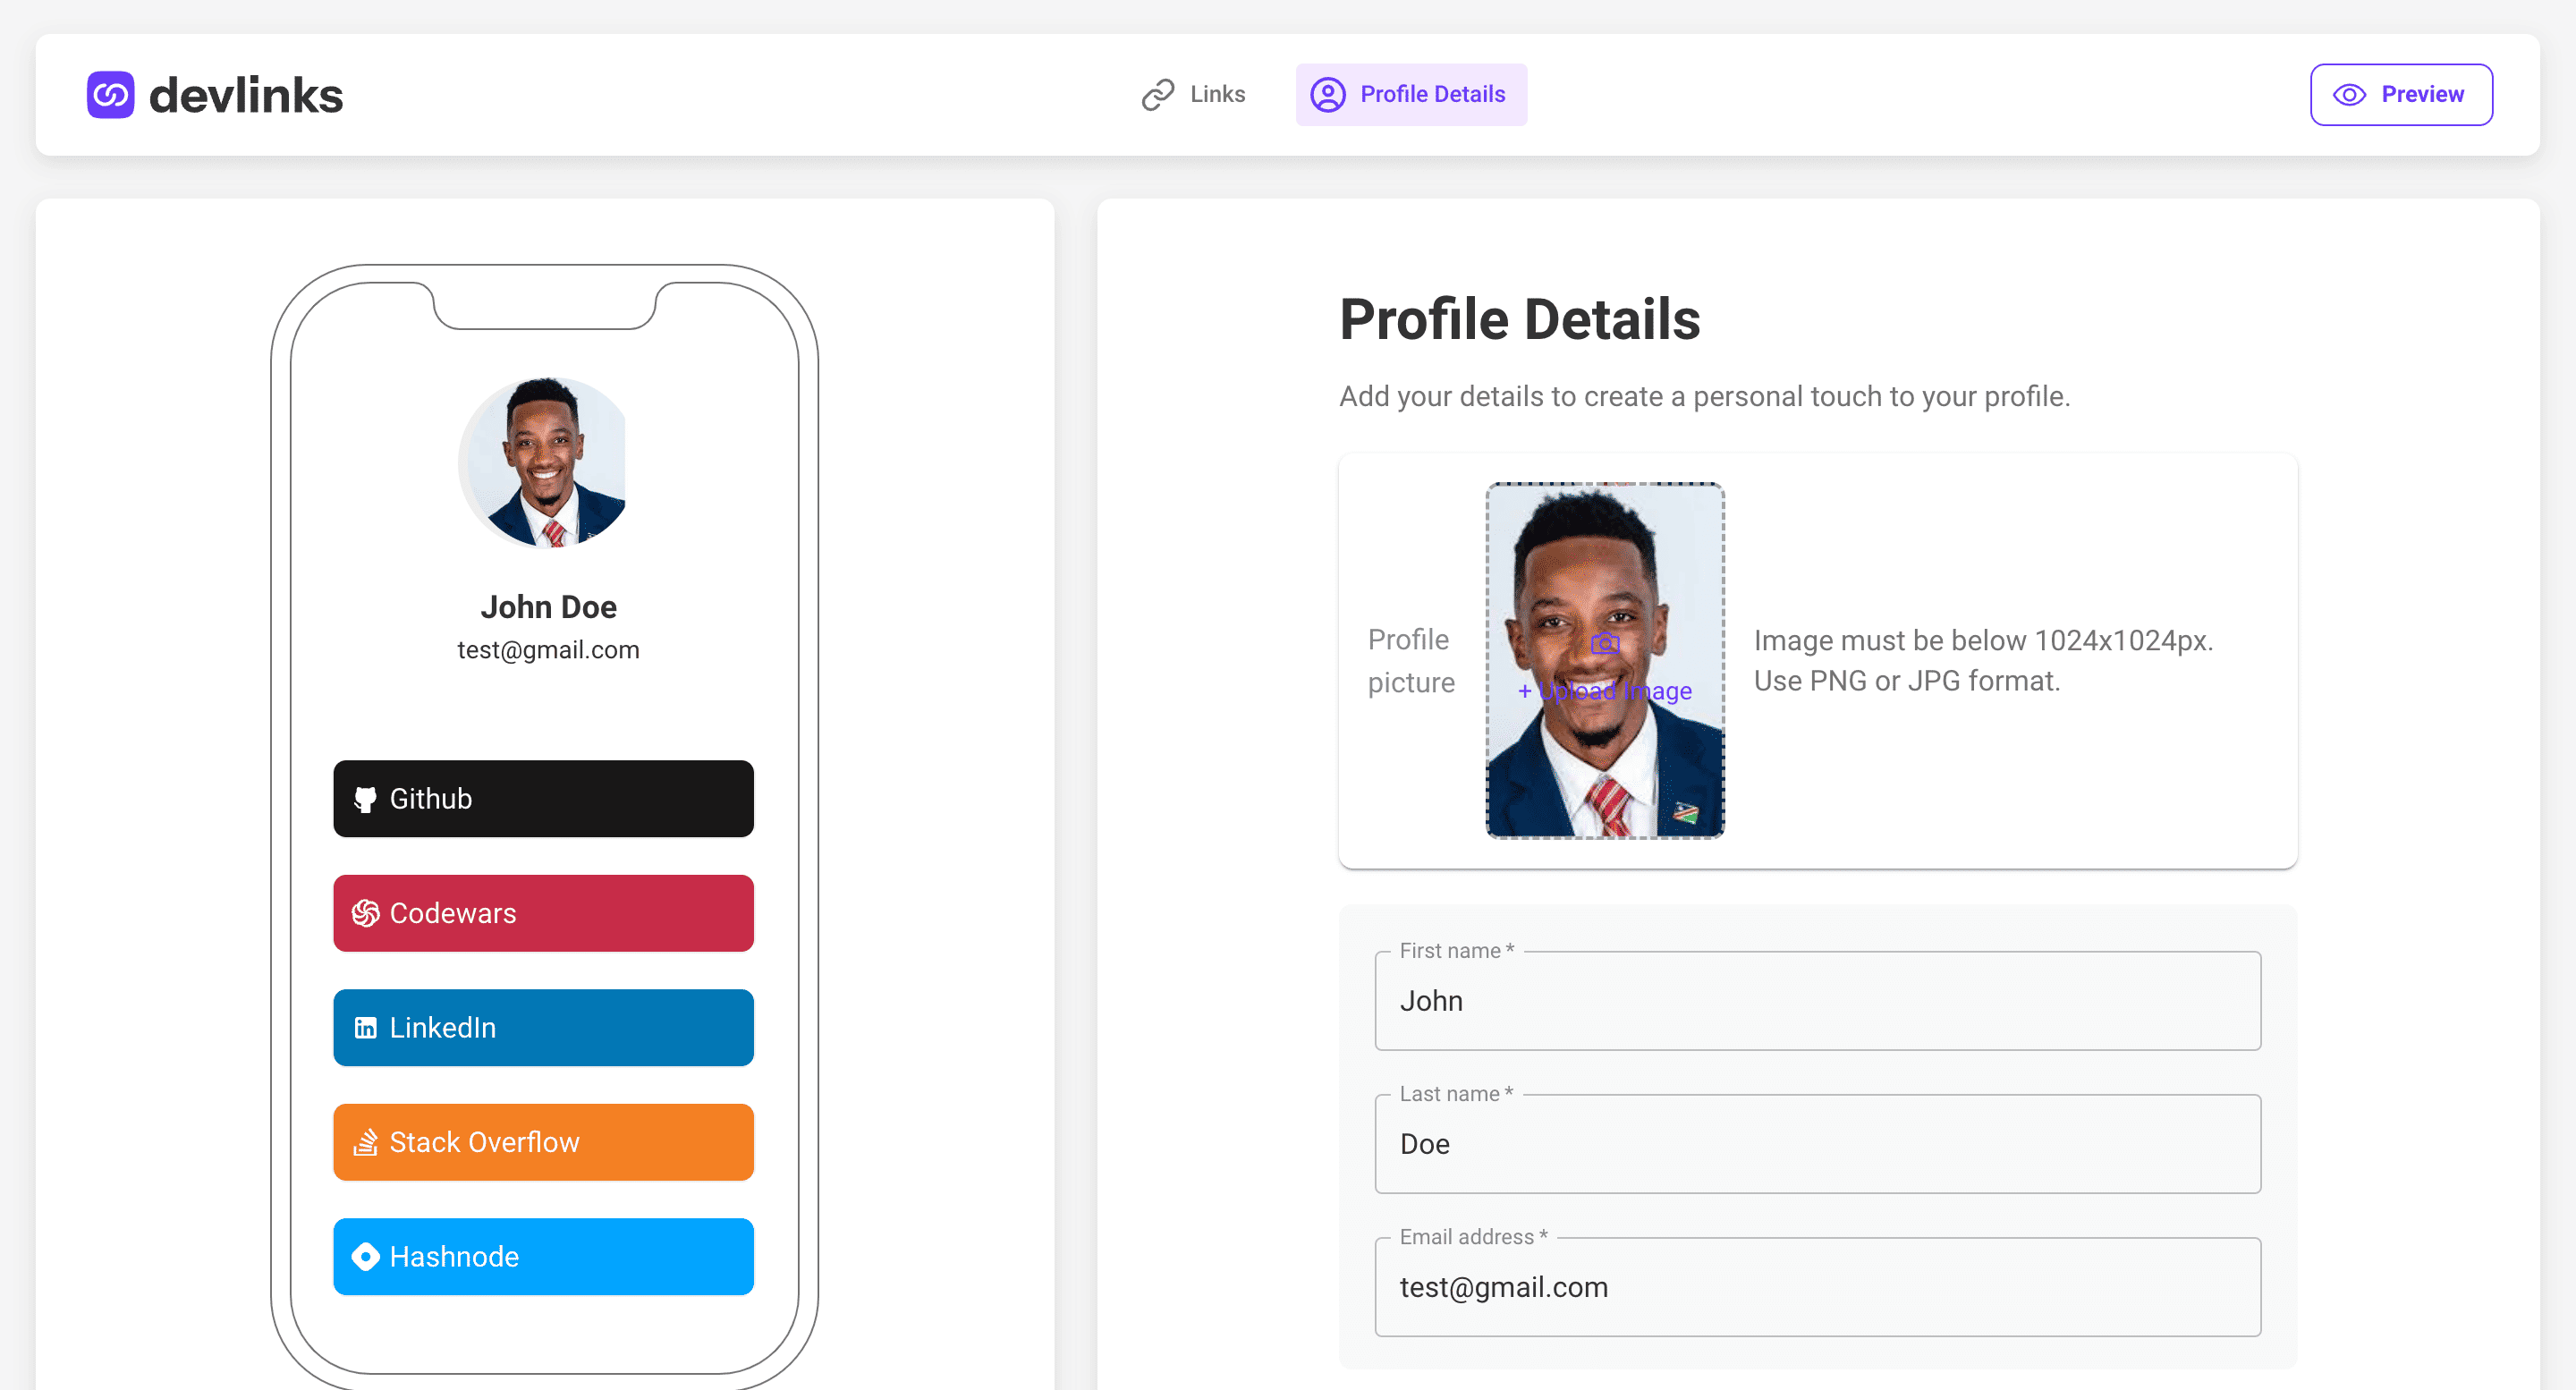 devlinks
Links
Profile Details
Preview
John Doe
test@gmail.com
Github
Codewars
LinkedIn
Stack Overflow
Hashnode
Profile Details
Add your details to create a personal touch to your profile.
Profile
picture
+ Upload Image
Image must be below 1024x1024px.
Use PNG or JPG format.
First name *
John
Last name *
Doe
Email address *
test@gmail.com